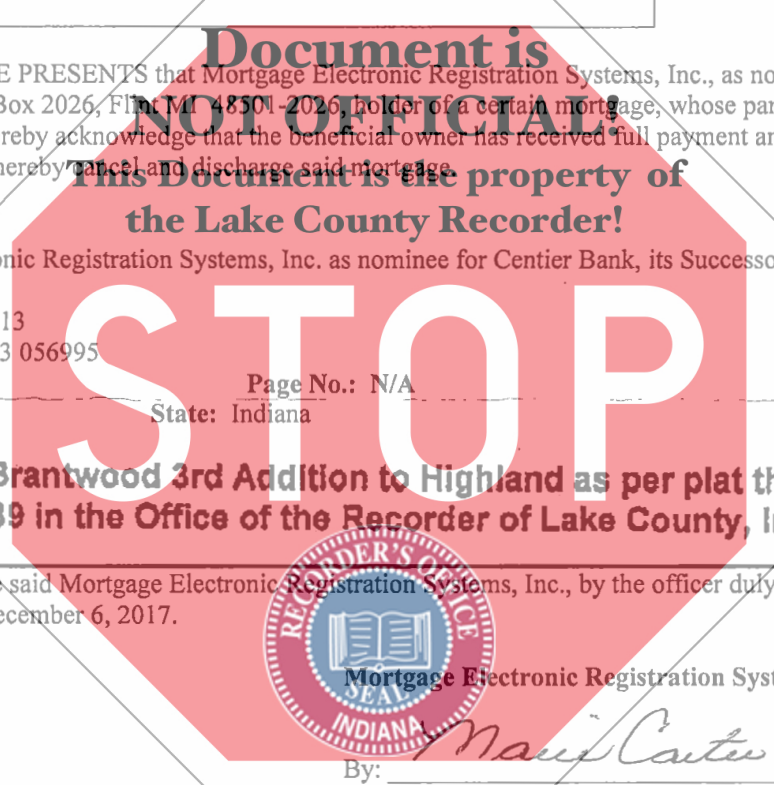 Document is
E PRESENTS that Mortgage Electronic Registration Systems, Inc., as no
Box 2026, Flint MI 48501-2026, holder of a certain mortgage, whose par
NOT OFFICIAL!
reby acknowledge that the beneficial owner has received full payment an
hereby cancel and discharge said mortgage.
This Document is the property of
the Lake County Recorder!
onic Registration Systems, Inc. as nominee for Centier Bank, its Successo
STOP
13
3 056995
Page No.: N/A
State: Indiana
Brantwood 3rd Addition to Highland as per plat th
39 in the Office of the Recorder of Lake County, I
e said Mortgage Electronic Registration Systems, Inc., by the officer duly
ecember 6, 2017.
RECORDER'S OFFICE
SEAL
INDIANA
Mortgage Electronic Registration Syst
Marie Carter
By: